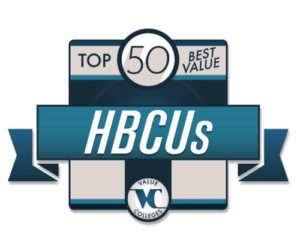 TOP 50 BEST
VALUE
HBCUs
VALUE
VC
COLLEGES